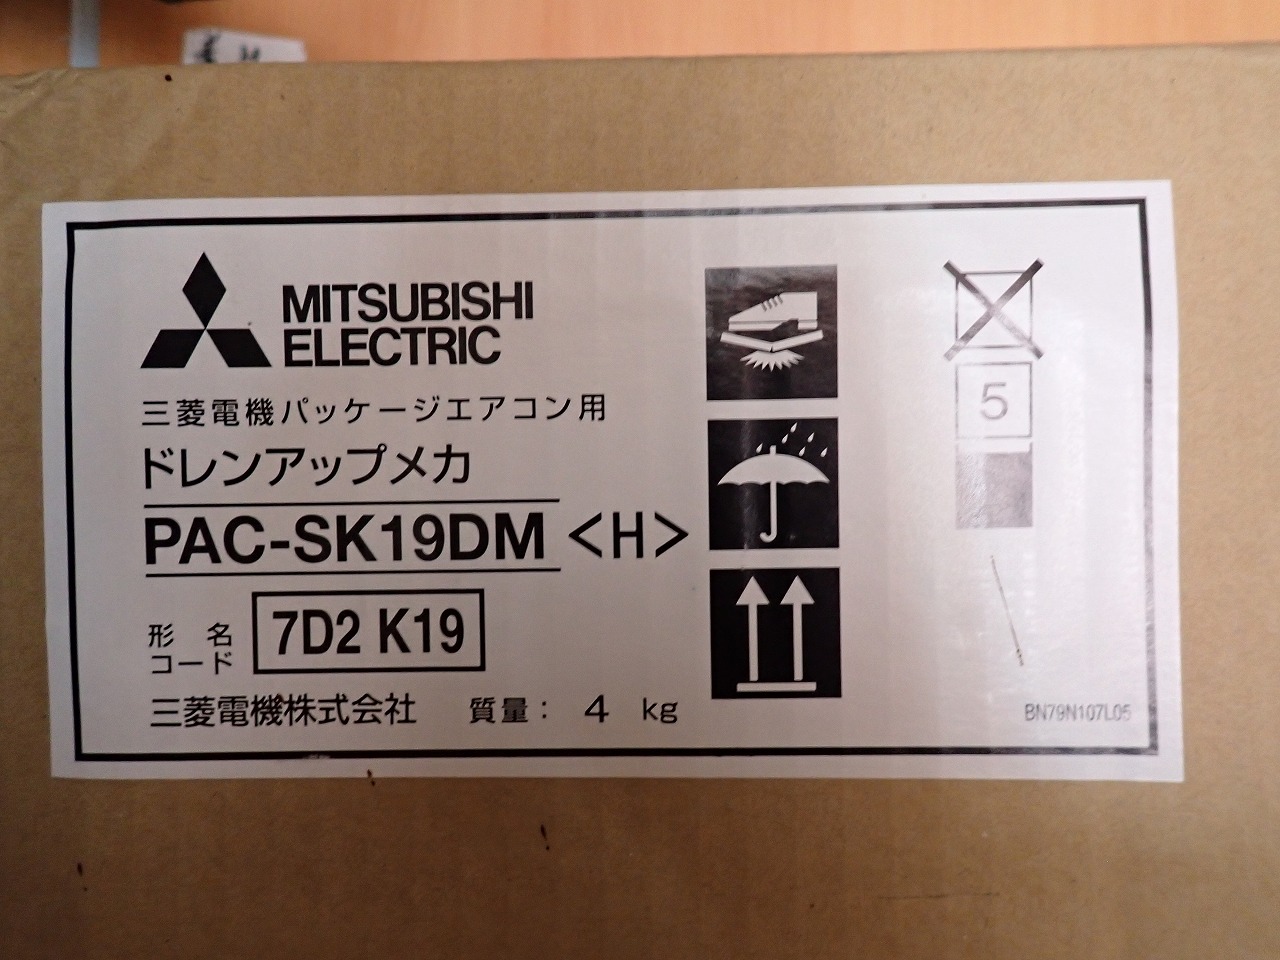 MITSUBISHI
ELECTRIC
三菱電機パッケージエアコン用
ドレンアップメカ
PAC-SK19DM <H>
形名
コード
7D2 K19
三菱電機株式会社 質量: 4 kg
5
BN79N107L05